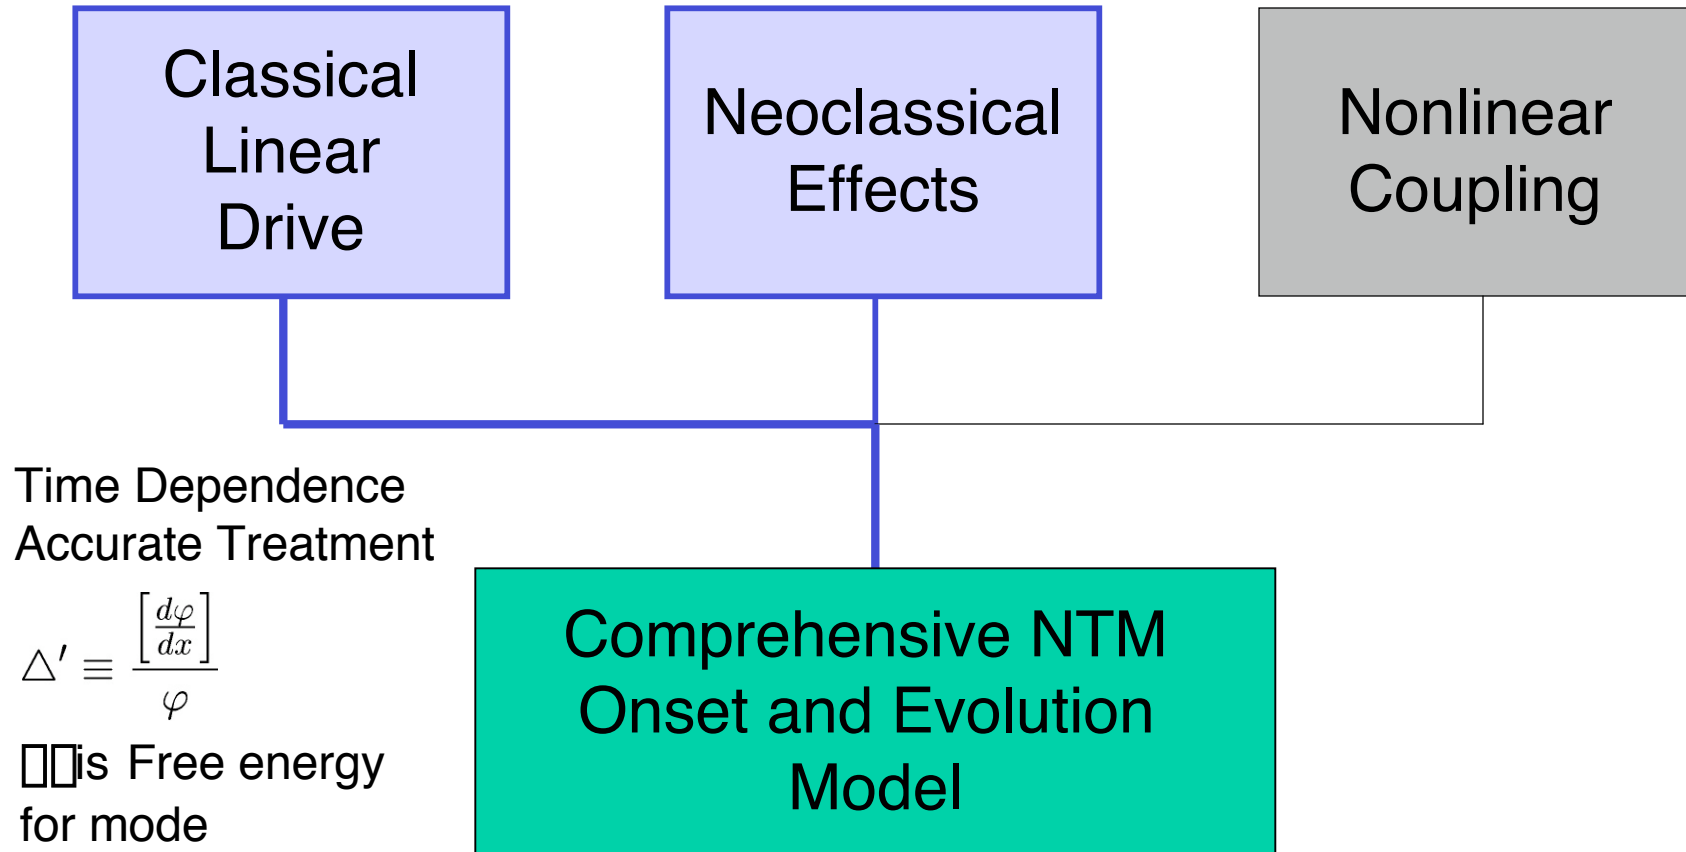 Classical
Linear
Drive
Neoclassical
Effects
Nonlinear
Coupling
Time Dependence
Accurate Treatment
△′ ≡ [dφ/dx] / φ
□□is Free energy
for mode
Comprehensive NTM
Onset and Evolution
Model